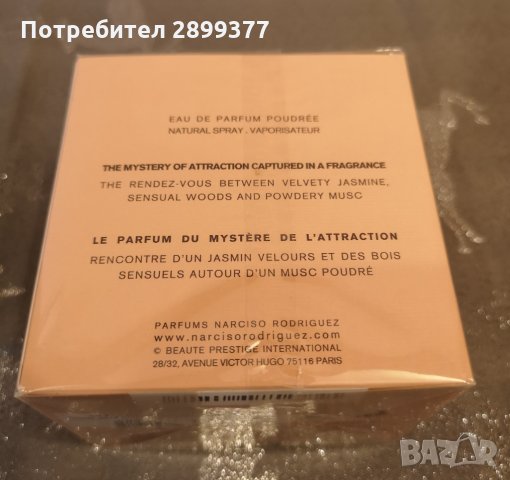 Потребител 2899377
EAU DE PARFUM POUDRÉE
NATURAL SPRAY . VAPORISATEUR
THE MYSTERY OF ATTRACTION CAPTURED IN A FRAGRANCE
THE RENDEZ-VOUS BETWEEN VELVETY JASMINE,
SENSUAL WOODS AND POWDERY MUSC
LE PARFUM DU MYSTÈRE DE L'ATTRACTION
RENCONTRE D'UN JASMIN VELOURS ET DES BOIS
SENSUELS AUTOUR D'UN MUSC POUDRÉ
PARFUMS NARCISO RODRIGUEZ
www.narcisorodriguez.com
© BEAUTE PRESTIGE INTERNATIONAL
28/32, AVENUE VICTOR HUGO 75116 PARIS
BAZAR